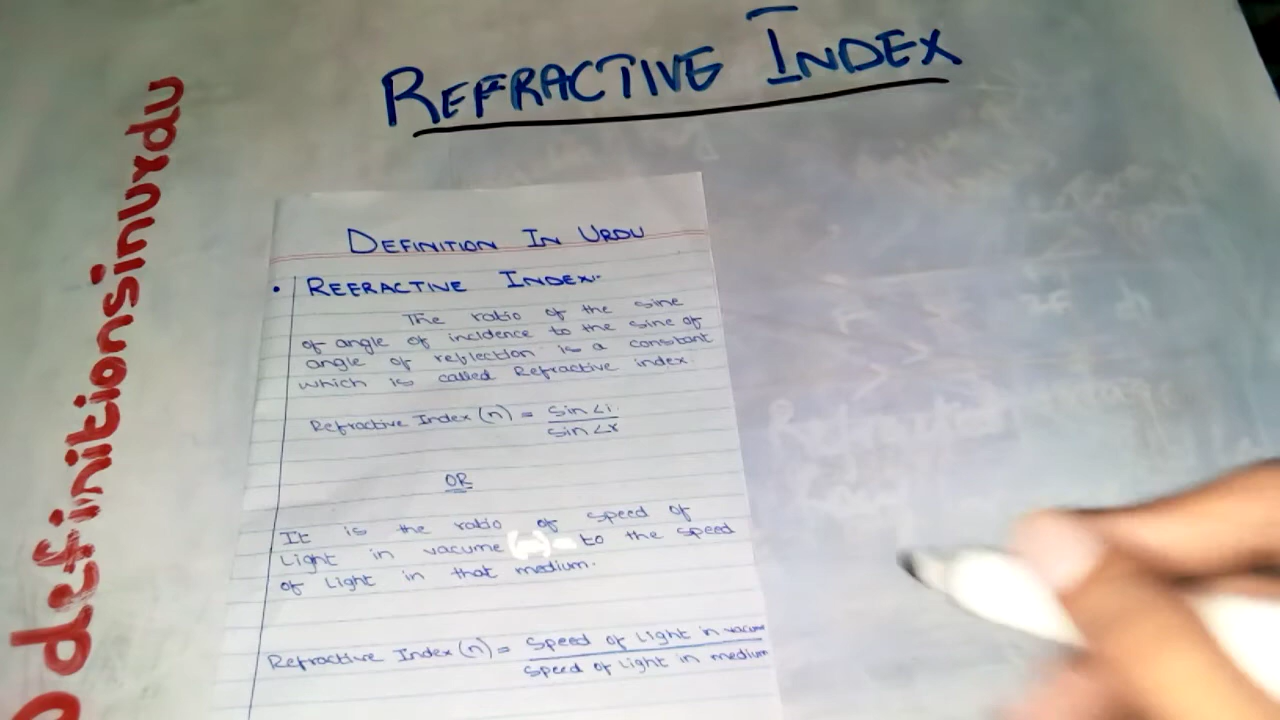 REFRACTIVE INDEX
definitionsinurdu
DEFINITION IN URDU
• REFRACTIVE INDEX:-
The ratio of the sine
of angle of incidence to the sine of
angle of reflection is a constant
which is called Refractive index.
Refractive Index (n) = Sin∠i
sin∠r
OR
It is the ratio of speed of
Light in vacume to the speed
of Light in that medium.
Refractive Index (n) = Speed of Light in vacume
Speed of Light in medium